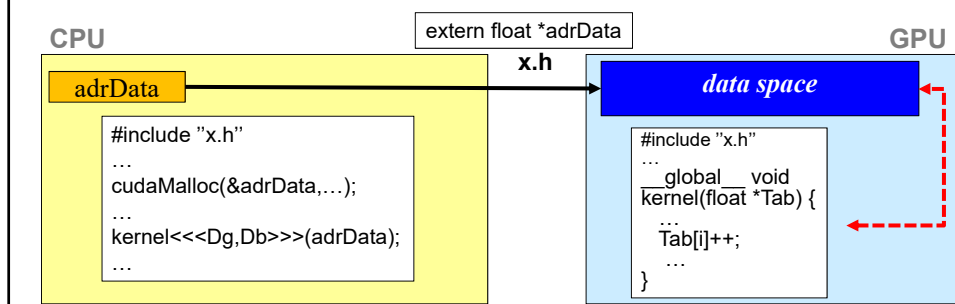 extern float *adrData
CPU
GPU
x.h
adrData
data space
#include ”x.h”
…
cudaMalloc(&adrData,…);
…
kernel<<<Dg,Db>>>(adrData);
…
#include ”x.h”
…
__global__ void
kernel(float *Tab) {
…
Tab[i]++;
…
}